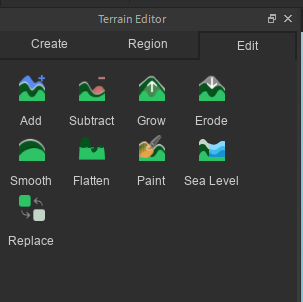 Terrain Editor
Create Region Edit
Add Subtract Grow Erode
Smooth Flatten Paint Sea Level
Replace